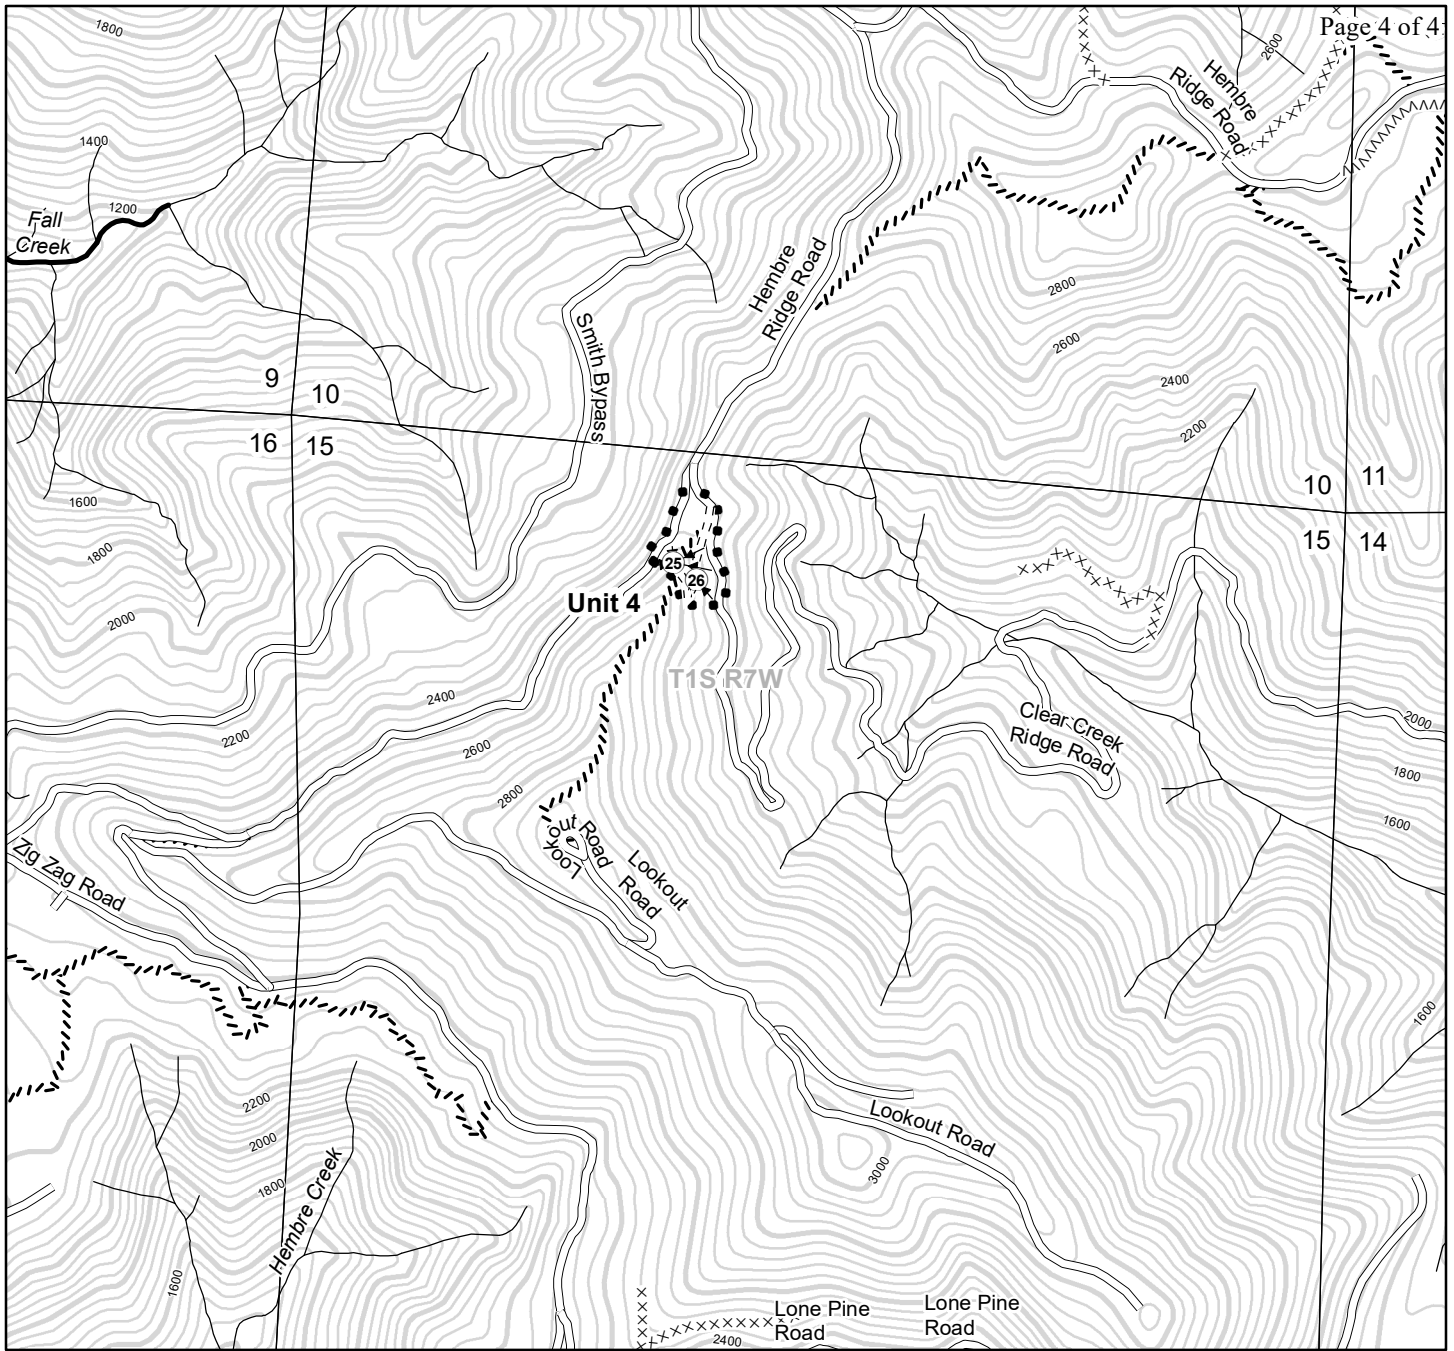 Page 4 of 4
1800
2600
Hembre
Ridge Road
1400
1200
Fall
Creek
Hembre
Ridge Road
2800
2600
2400
2200
Smith Bypass
9
10
16
15
10
11
15
14
1600
1800
2000
25
26
Unit 4
T1S R7W
2400
2200
2600
2800
Clear Creek
Ridge Road
2000
1800
1600
Zig Zag Road
Lookout Road
Lookout
Road
1600
2200
2000
1800
Hembre Creek
1600
Lookout Road
3000
Lone Pine
Road
Lone Pine
Road
2400